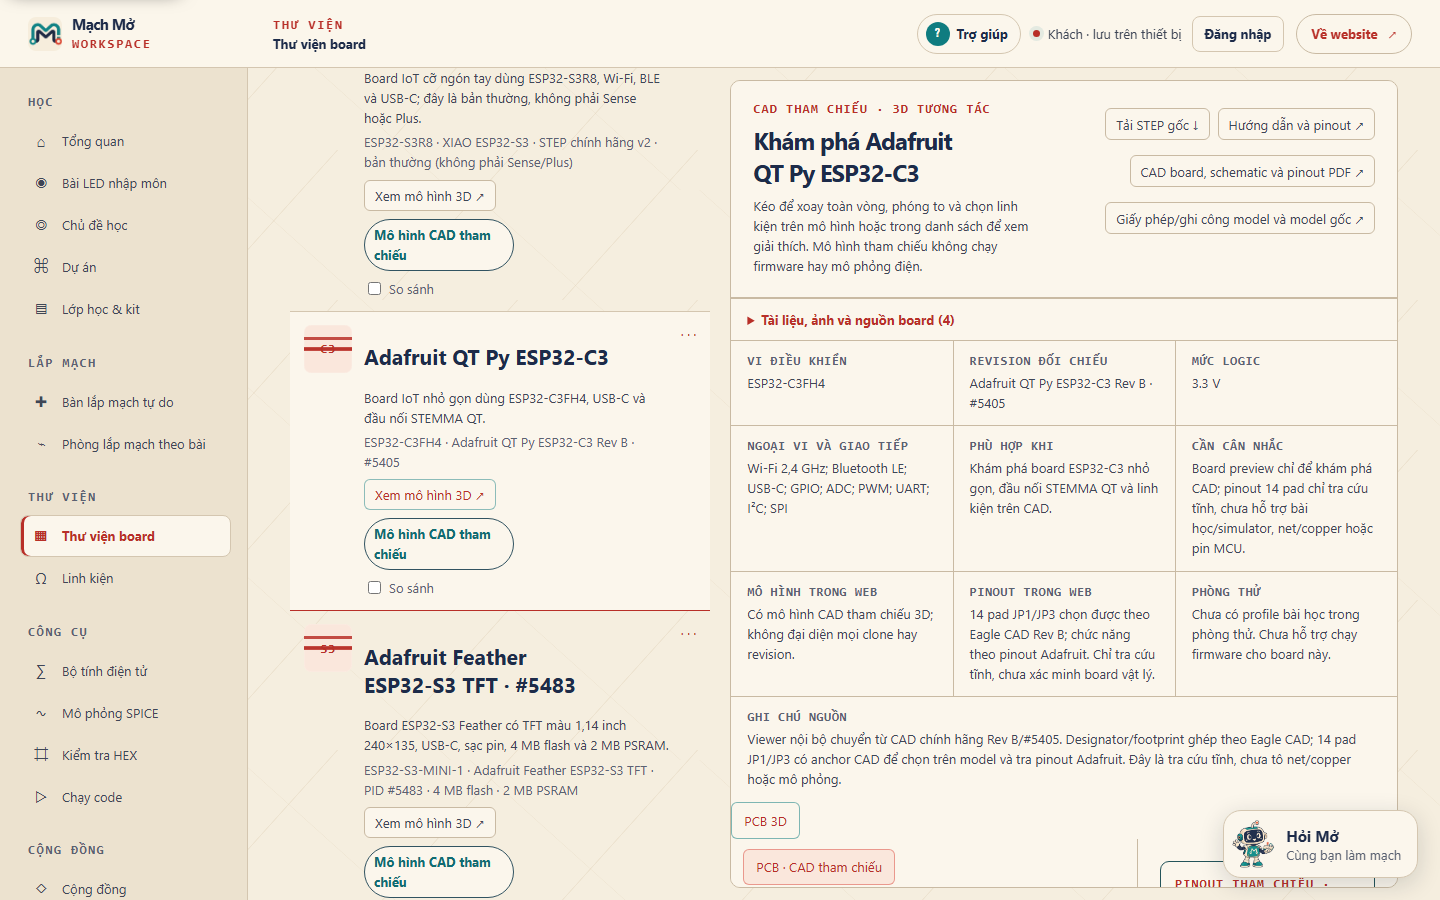 Mạch Mở
WORKSPACE
THƯ VIỆN
Thư viện board
? Trợ giúp
Khách · lưu trên thiết bị
Đăng nhập
Về website ↗
HỌC
Tổng quan
Bài LED nhập môn
Chủ đề học
Dự án
Lớp học & kit
LẮP MẠCH
Bàn lắp mạch tự do
Phòng lắp mạch theo bài
THƯ VIỆN
Thư viện board
Linh kiện
CÔNG CỤ
Bộ tính điện tử
Mô phỏng SPICE
Kiểm tra HEX
Chạy code
CỘNG ĐỒNG
Cộng đồng
Board IoT cỡ ngón tay dùng ESP32-S3R8, Wi-Fi, BLE
và USB-C; đây là bản thường, không phải Sense
hoặc Plus.
ESP32-S3R8 · XIAO ESP32-S3 · STEP chính hãng v2 ·
bản thường (không phải Sense/Plus)
Xem mô hình 3D ↗
Mô hình CAD tham
chiếu
So sánh
C3
...
Adafruit QT Py ESP32-C3
Board IoT nhỏ gọn dùng ESP32-C3FH4, USB-C và
đầu nối STEMMA QT.
ESP32-C3FH4 · Adafruit QT Py ESP32-C3 Rev B ·
#5405
Xem mô hình 3D ↗
Mô hình CAD tham
chiếu
So sánh
...
Adafruit Feather
ESP32-S3 TFT · #5483
Board ESP32-S3 Feather có TFT màu 1,14 inch
240×135, USB-C, sạc pin, 4 MB flash và 2 MB PSRAM.
ESP32-S3-MINI-1 · Adafruit Feather ESP32-S3 TFT ·
PID #5483 · 4 MB flash · 2 MB PSRAM
Xem mô hình 3D ↗
Mô hình CAD tham
chiếu
CAD THAM CHIẾU · 3D TƯƠNG TÁC
Khám phá Adafruit
QT Py ESP32-C3
Kéo để xoay toàn vòng, phóng to và chọn linh
kiện trên mô hình hoặc trong danh sách để xem
giải thích. Mô hình tham chiếu không chạy
firmware hay mô phỏng điện.
Tải STEP gốc ↓
Hướng dẫn và pinout ↗
CAD board, schematic và pinout PDF ↗
Giấy phép/ghi công model và model gốc ↗
▶ Tài liệu, ảnh và nguồn board (4)
VI ĐIỀU KHIỂN
ESP32-C3FH4
REVISION ĐỐI CHIẾU
Adafruit QT Py ESP32-C3 Rev B ·
#5405
MỨC LOGIC
3.3 V
NGOẠI VI VÀ GIAO TIẾP
Wi-Fi 2,4 GHz; Bluetooth LE;
USB-C; GPIO; ADC; PWM; UART;
I²C; SPI
PHÙ HỢP KHI
Khám phá board ESP32-C3 nhỏ
gọn, đầu nối STEMMA QT và linh
kiện trên CAD.
CẦN CÂN NHẮC
Board preview chỉ để khám phá
CAD; pinout 14 pad chỉ tra cứu
tĩnh, chưa hỗ trợ bài
học/simulator, net/copper hoặc
pin MCU.
MÔ HÌNH TRONG WEB
Có mô hình CAD tham chiếu 3D;
không đại diện mọi clone hay
revision.
PINOUT TRONG WEB
14 pad JP1/JP3 chọn được theo
Eagle CAD Rev B; chức năng
theo pinout Adafruit. Chỉ tra cứu
tĩnh, chưa xác minh board vật lý.
PHÒNG THỬ
Chưa có profile bài học trong
phòng thử. Chưa hỗ trợ chạy
firmware cho board này.
GHI CHÚ NGUỒN
Viewer nội bộ chuyển từ CAD chính hãng Rev B/#5405. Designator/footprint ghép theo Eagle CAD; 14 pad
JP1/JP3 có anchor CAD để chọn trên model và tra pinout Adafruit. Đây là tra cứu tĩnh, chưa tô net/copper
hoặc mô phỏng.
PCB 3D
PCB · CAD tham chiếu
PINOUT THAM CHIẾU ·
Hỏi Mở
Cùng bạn làm mạch